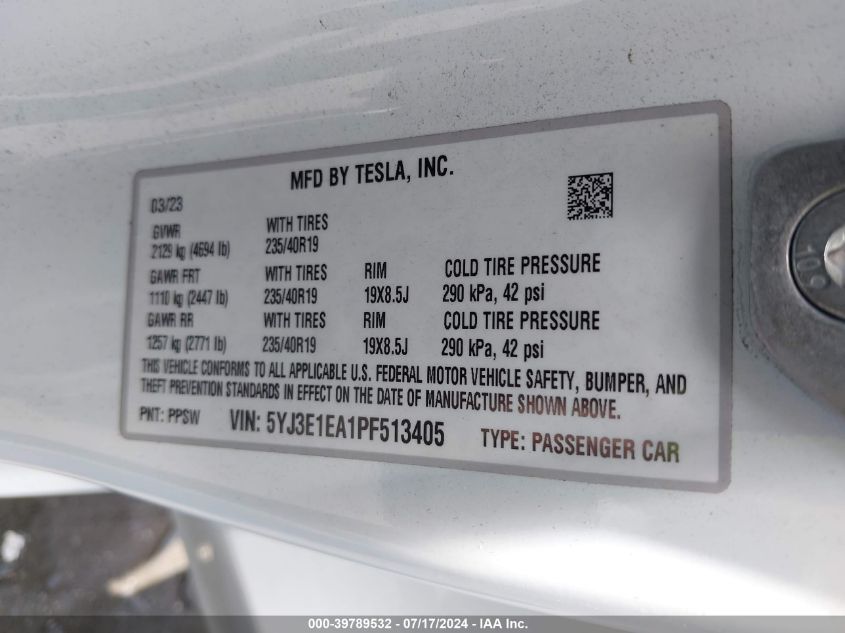 MFD BY TESLA, INC.
03/23
GVWR WITH TIRES
2129 kg (4694 lb) 235/40R19
GAWR FRT WITH TIRES RIM COLD TIRE PRESSURE
1110 kg (2447 lb) 235/40R19 19X8.5J 290 kPa, 42 psi
GAWR RR WITH TIRES RIM COLD TIRE PRESSURE
1257 kg (2771 lb) 235/40R19 19X8.5J 290 kPa, 42 psi
THIS VEHICLE CONFORMS TO ALL APPLICABLE U.S. FEDERAL MOTOR VEHICLE SAFETY, BUMPER, AND
THEFT PREVENTION STANDARDS IN EFFECT ON THE DATE OF MANUFACTURE SHOWN ABOVE.
PNT: PPSW VIN: 5YJ3E1EA1PF513405 TYPE: PASSENGER CAR
10.9
000-39789532 - 07/17/2024 - IAA Inc.